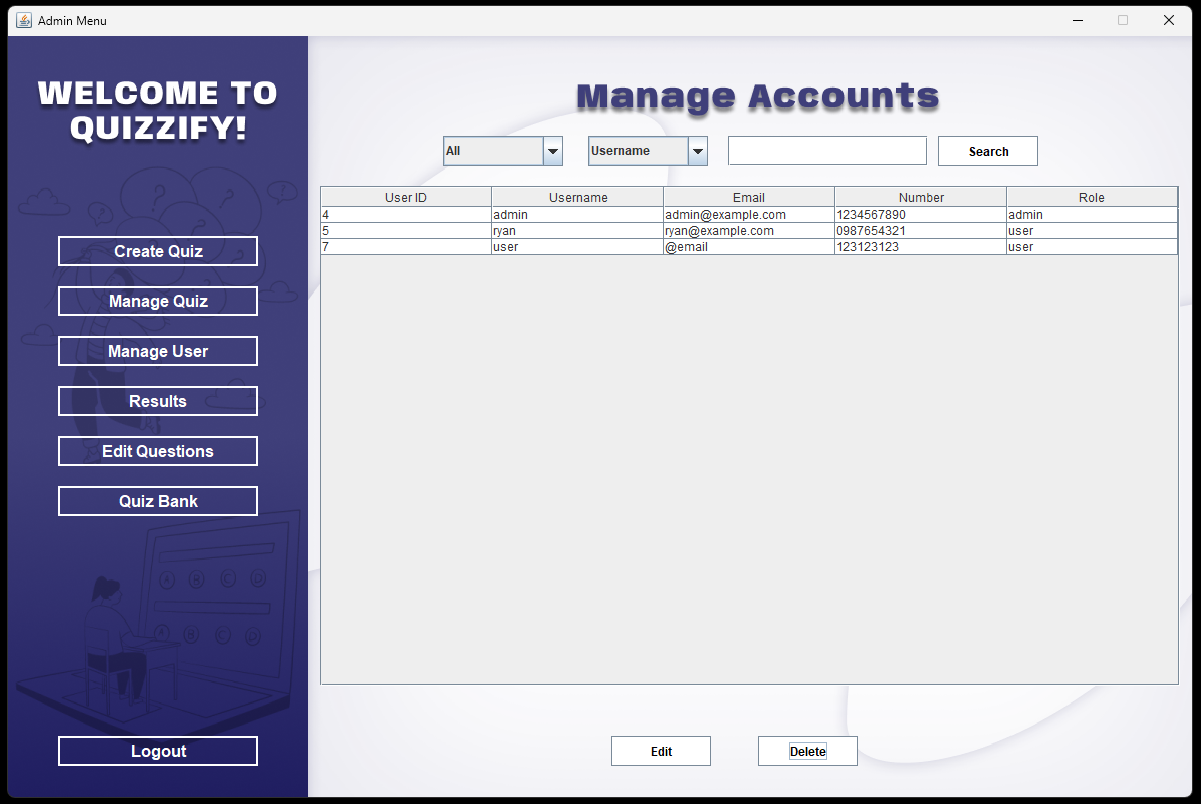 Admin Menu
WELCOME TO
QUIZZIFY!
Create Quiz
Manage Quiz
Manage User
Results
Edit Questions
Quiz Bank
A B C D
A B C D
Logout
Manage Accounts
All Username Search
User ID Username Email Number Role
4 admin admin@example.com 1234567890 admin
5 ryan ryan@example.com 0987654321 user
7 user @email 123123123 user
Edit Delete